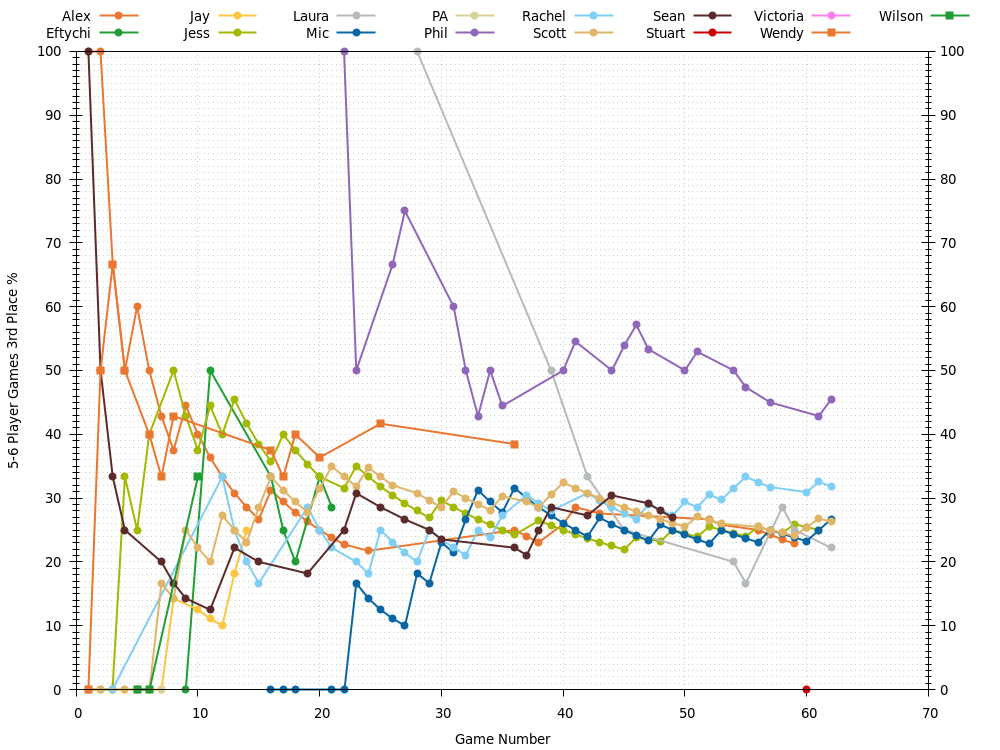 Alex Jay Laura PA Rachel Sean Victoria Wilson
Eftychi Jess Mic Phil Scott Stuart Wendy
100 100
90 90
80 80
70 70
60 60
50 50
40 40
30 30
20 20
10 10
0 0
0 10 20 30 40 50 60 70
5-6 Player Games 3rd Place %
Game Number